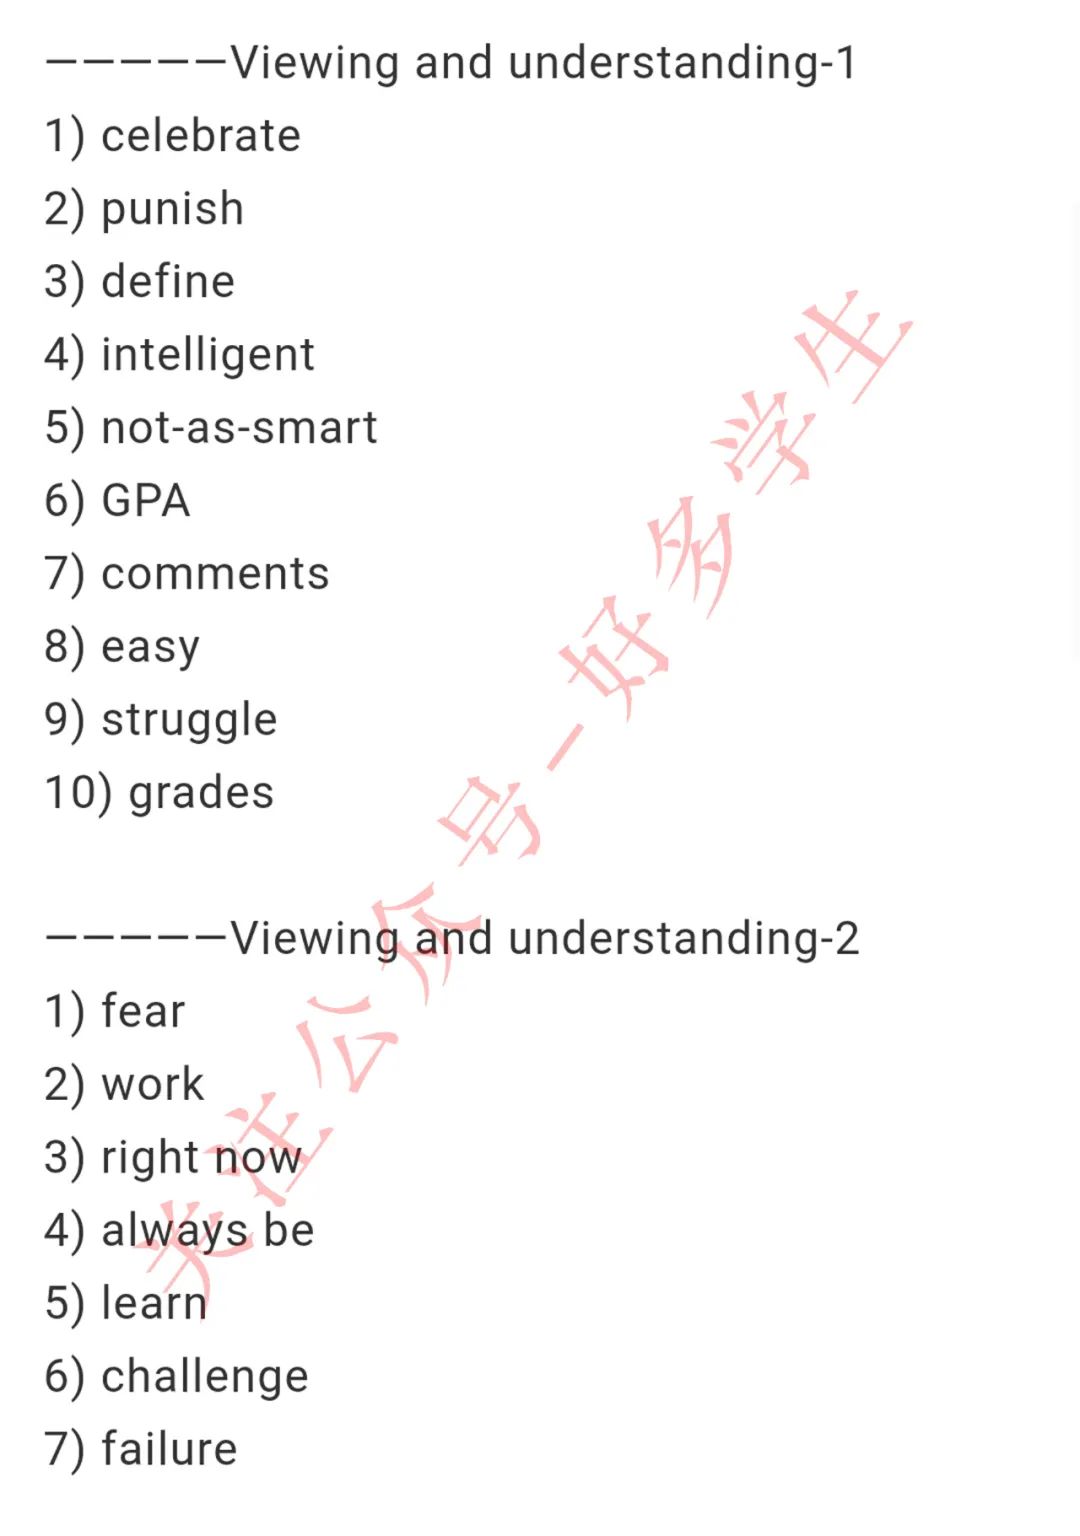 —————Viewing and understanding-1
1) celebrate
2) punish
3) define
4) intelligent
5) not-as-smart
6) GPA
7) comments
8) easy
9) struggle
10) grades
—————Viewing and understanding-2
1) fear
2) work
3) right now
4) always be
5) learn
6) challenge
7) failure
关注公众号-好多学生